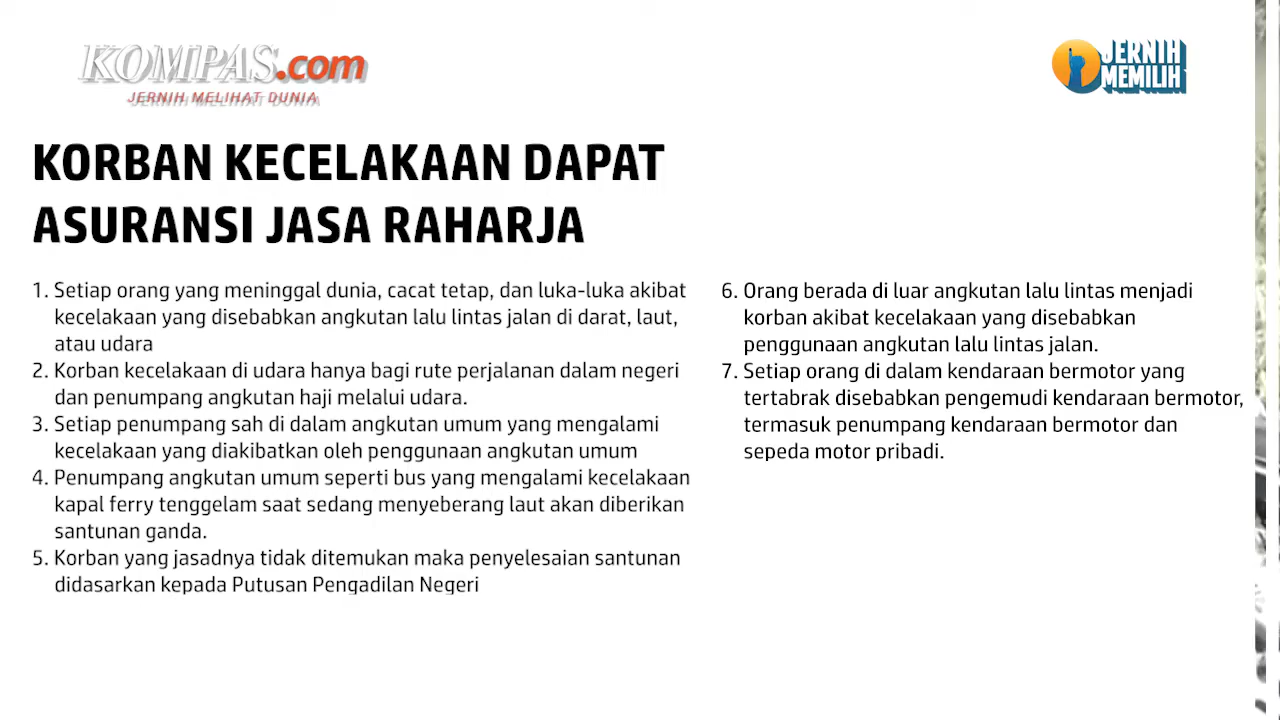 KOMPAS.com
JERNIH MELIHAT DUNIA
JERNIH
MEMILIH
KORBAN KECELAKAAN DAPAT
ASURANSI JASA RAHARJA
1. Setiap orang yang meninggal dunia, cacat tetap, dan luka-luka akibat
kecelakaan yang disebabkan angkutan lalu lintas jalan di darat, laut,
atau udara
2. Korban kecelakaan di udara hanya bagi rute perjalanan dalam negeri
dan penumpang angkutan haji melalui udara.
3. Setiap penumpang sah di dalam angkutan umum yang mengalami
kecelakaan yang diakibatkan oleh penggunaan angkutan umum
4. Penumpang angkutan umum seperti bus yang mengalami kecelakaan
kapal ferry tenggelam saat sedang menyeberang laut akan diberikan
santunan ganda.
5. Korban yang jasadnya tidak ditemukan maka penyelesaian santunan
didasarkan kepada Putusan Pengadilan Negeri
6. Orang berada di luar angkutan lalu lintas menjadi
korban akibat kecelakaan yang disebabkan
penggunaan angkutan lalu lintas jalan.
7. Setiap orang di dalam kendaraan bermotor yang
tertabrak disebabkan pengemudi kendaraan bermotor,
termasuk penumpang kendaraan bermotor dan
sepeda motor pribadi.